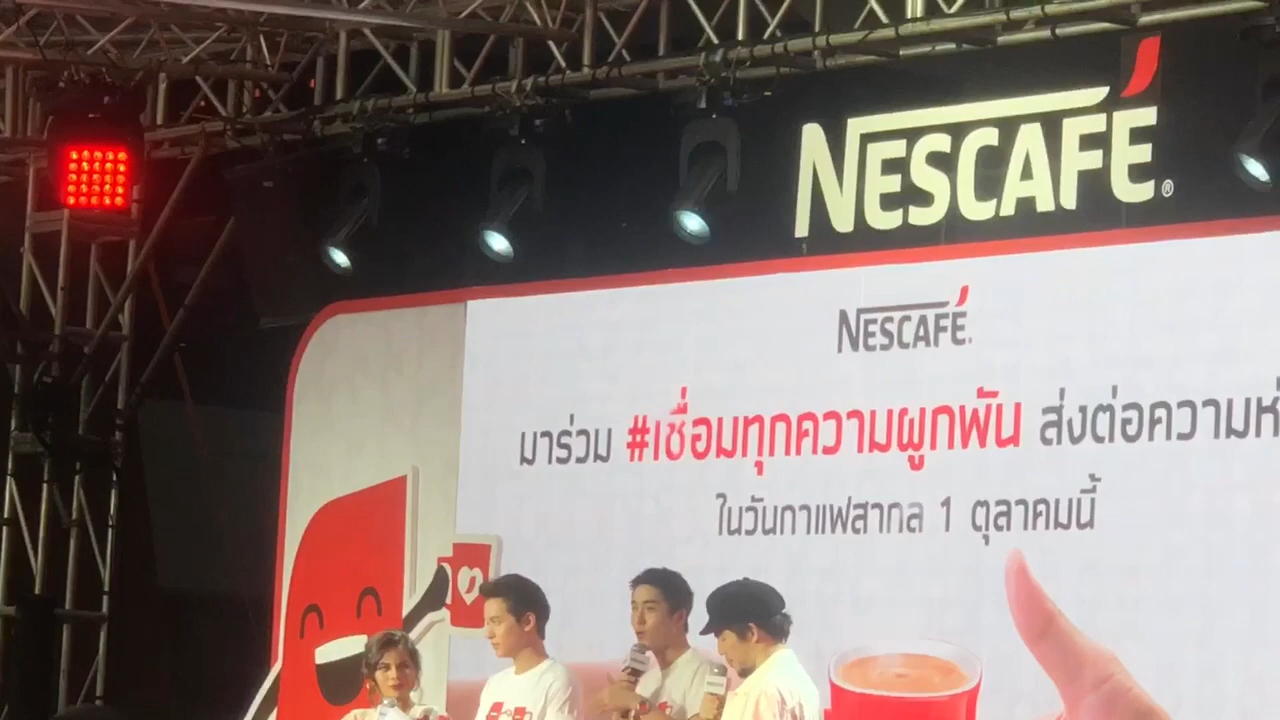 NESCAFÉ®
NESCAFÉ.
มาร่วม #เชื่อมทุกความผูกพัน ส่งต่อความห่
ในวันกาแฟสากล 1 ตุลาคมนี้